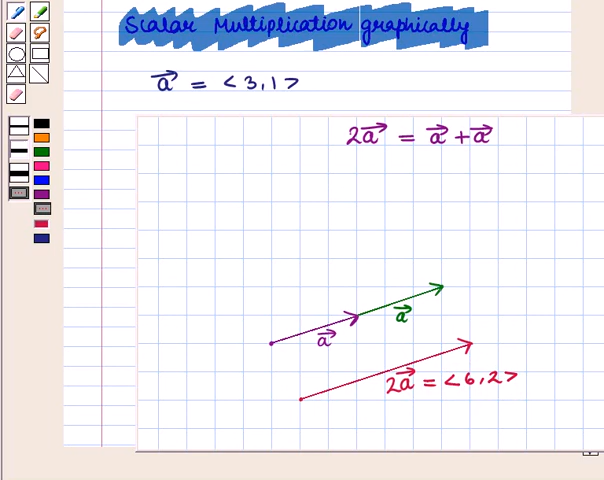 Scalar Multiplication graphically
a⃗ = < 3, 1 >
2a⃗ = a⃗ + a⃗
a⃗
a⃗
2a⃗ = < 6, 2 >